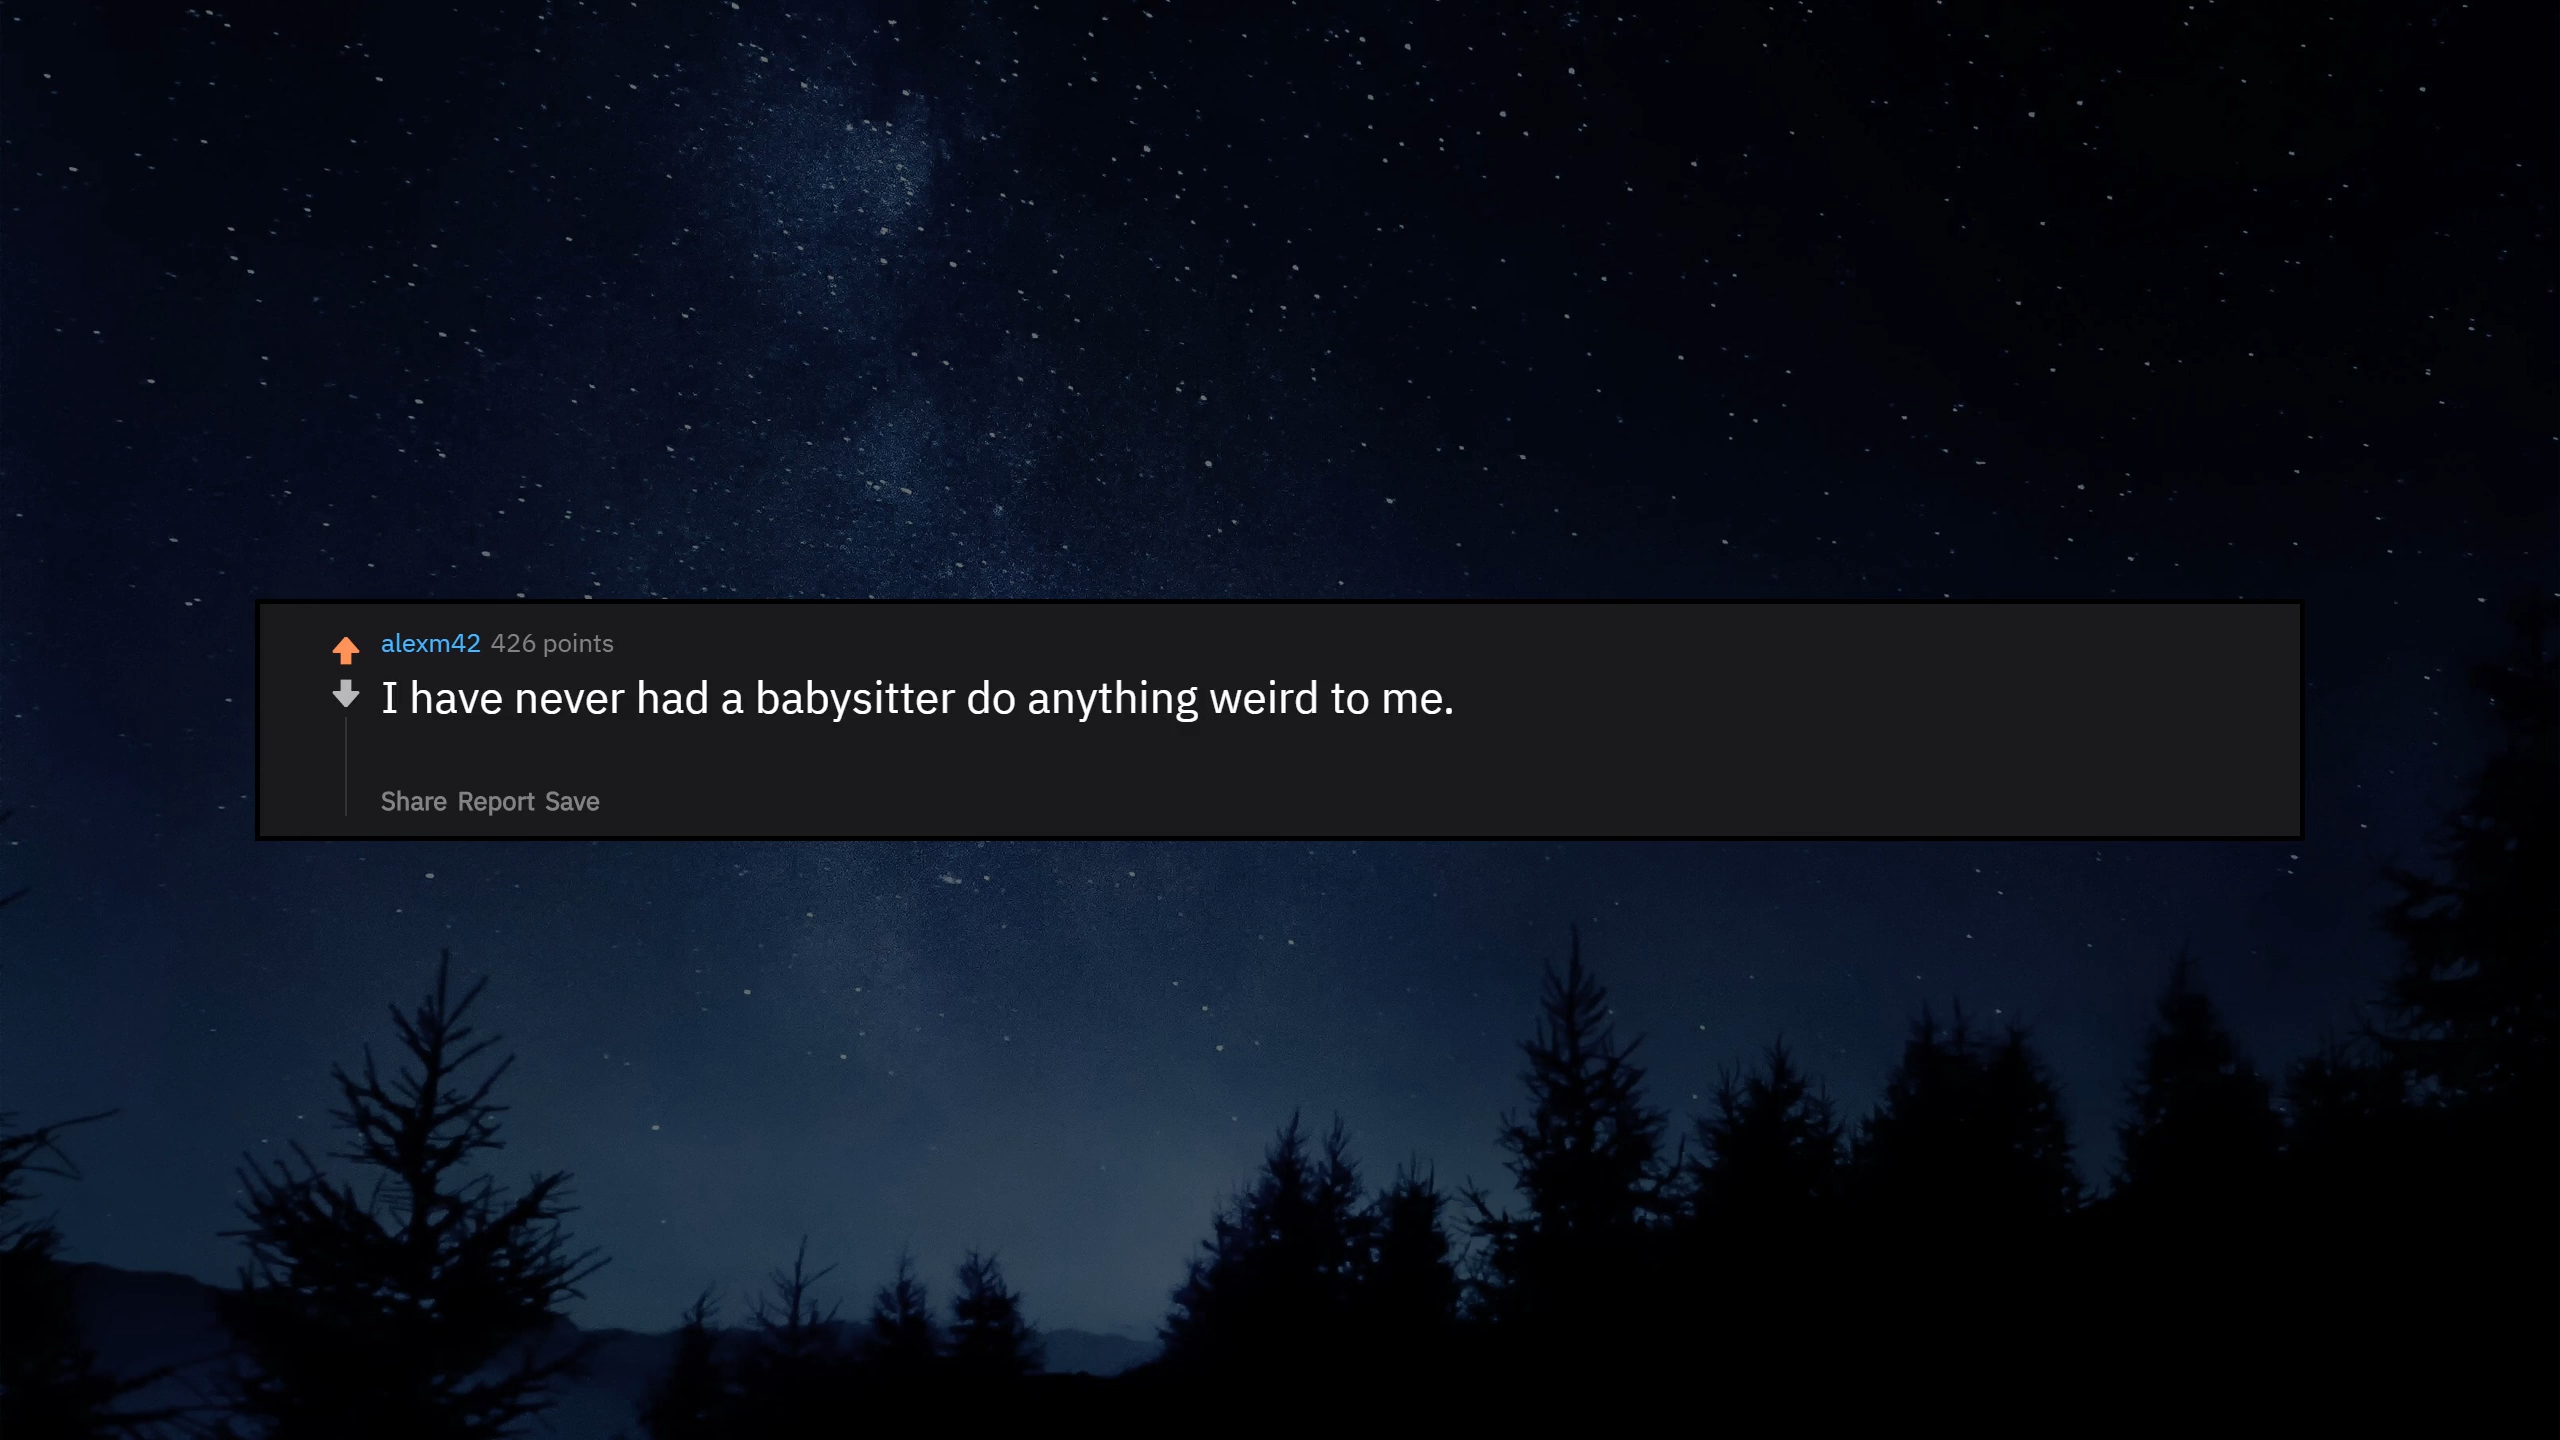 alexm42 426 points
I have never had a babysitter do anything weird to me.
Share Report Save